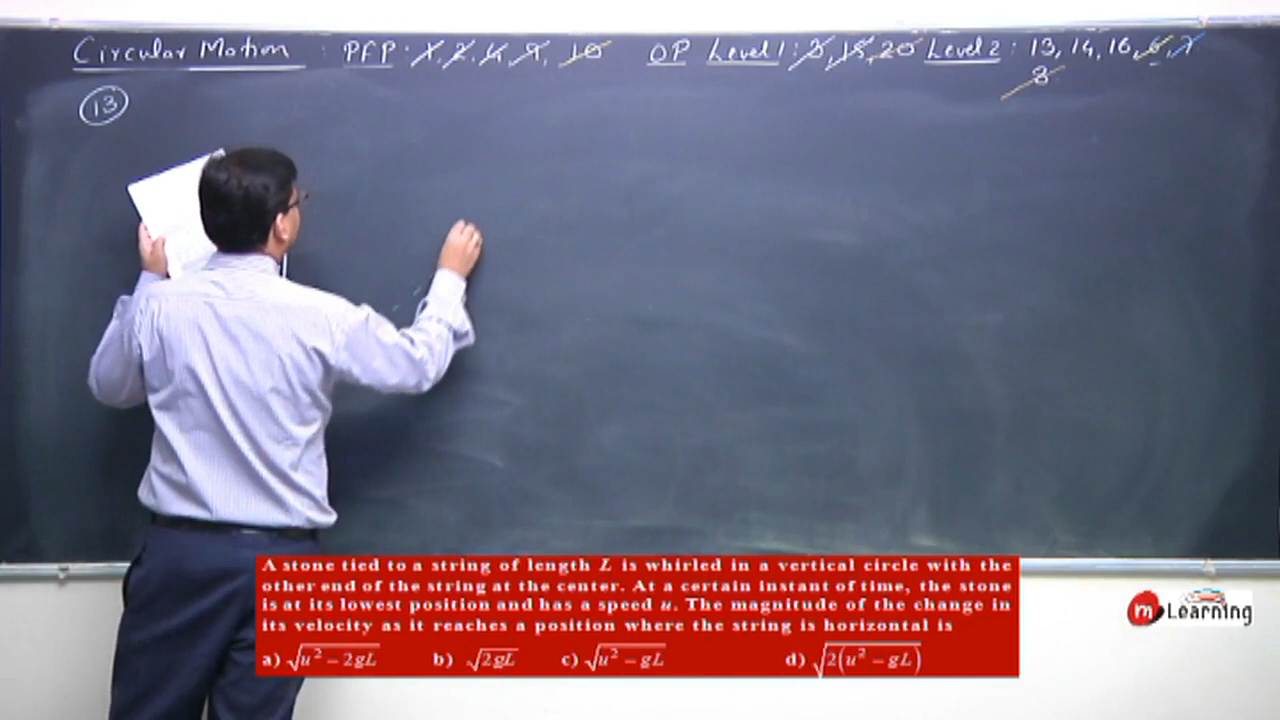 Circular Motion : PFP : 1, 2, 4, 9, 10 OP Level 1 : 3, 15, 20 Level 2 : 13, 14, 16, 6, 7
8
13
A stone tied to a string of length L is whirled in a vertical circle with the
other end of the string at the center. At a certain instant of time, the stone
is at its lowest position and has a speed u. The magnitude of the change in
its velocity as it reaches a position where the string is horizontal is
a) √(u² – 2gL) b) √(2gL) c) √(u² – gL) d) √(2(u² – gL))
m Learning